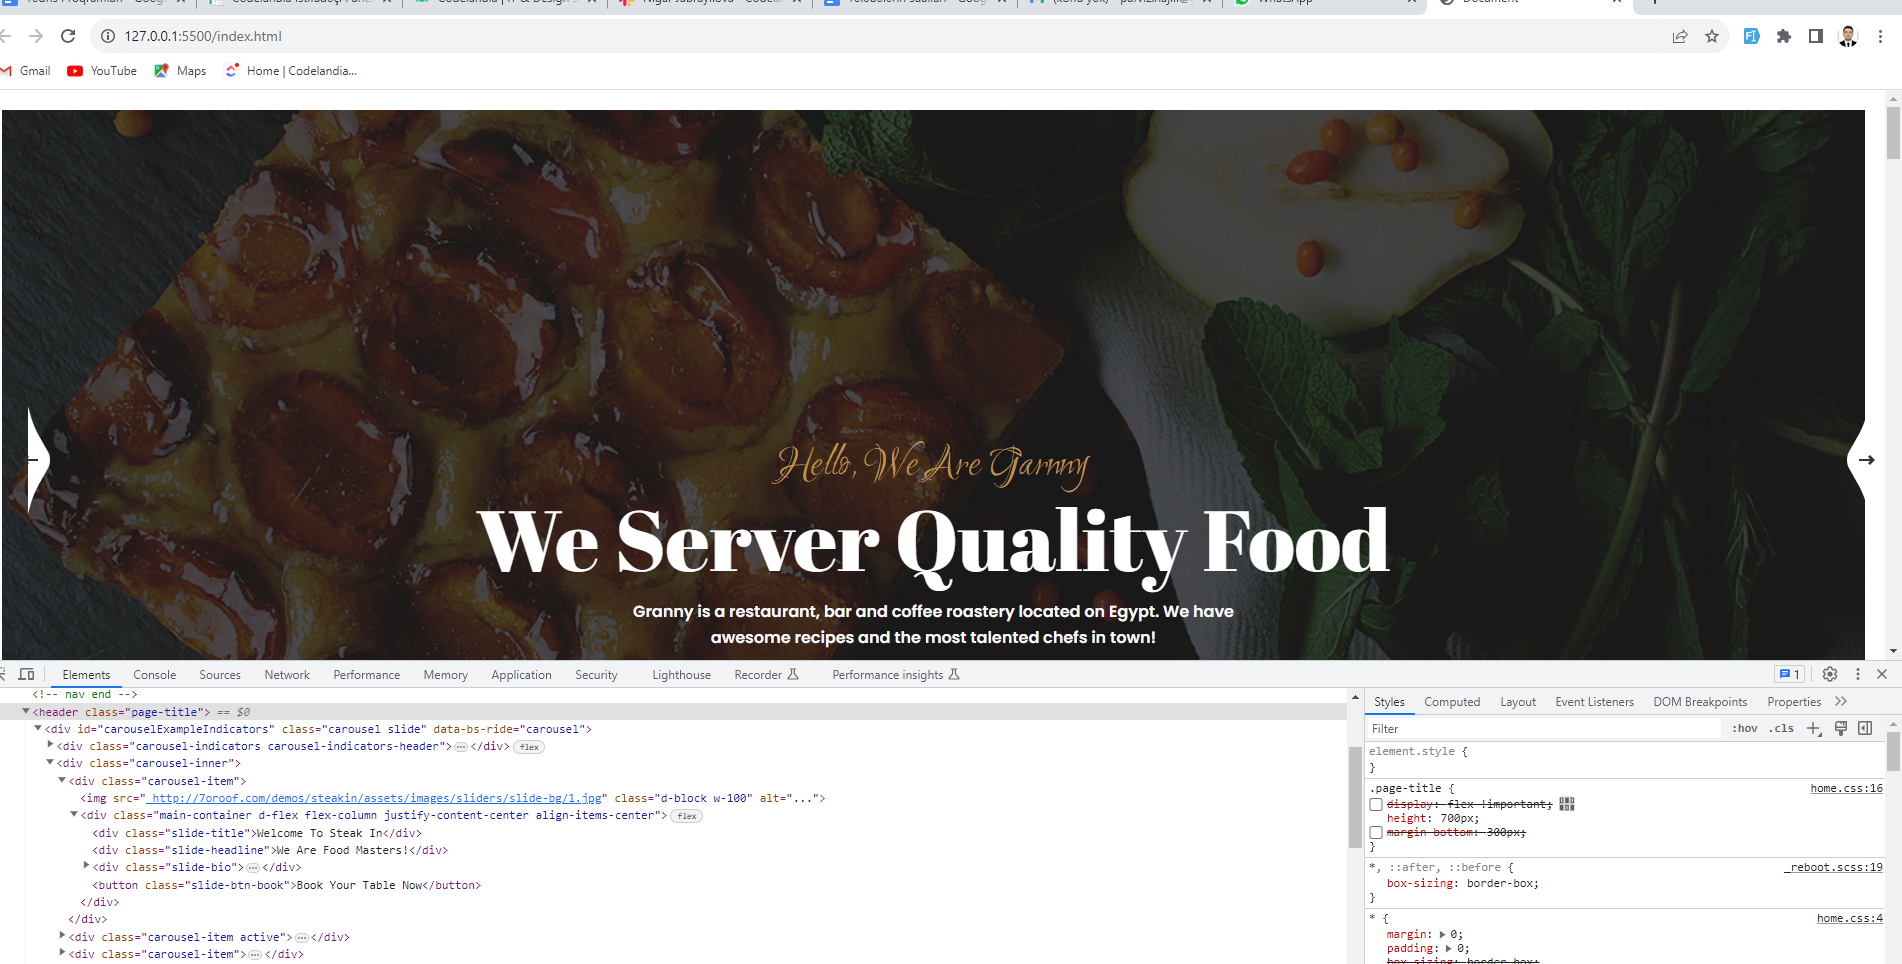 127.0.0.1:5500/index.html
Gmail YouTube Maps Home | Codelandia...
Hello, We Are Garnny
We Server Quality Food
Granny is a restaurant, bar and coffee roastery located on Egypt. We have
awesome recipes and the most talented chefs in town!
Elements Console Sources Network Performance Memory Application Security Lighthouse Recorder Performance insights 1
<!-- nav end -->
<header class="page-title"> == $0
<div id="carouselExampleIndicators" class="carousel slide" data-bs-ride="carousel">
<div class="carousel-indicators carousel-indicators-header">…</div> flex
<div class="carousel-inner">
<div class="carousel-item">
<img src=" http://7oroof.com/demos/steakin/assets/images/sliders/slide-bg/1.jpg" class="d-block w-100" alt="...">
<div class="main-container d-flex flex-column justify-content-center align-items-center"> flex
<div class="slide-title">Welcome To Steak In</div>
<div class="slide-headline">We Are Food Masters!</div>
<div class="slide-bio">…</div>
<button class="slide-btn-book">Book Your Table Now</button>
</div>
</div>
<div class="carousel-item active">…</div>
<div class="carousel-item">…</div>
Styles Computed Layout Event Listeners DOM Breakpoints Properties
Filter :hov .cls
element.style {
}
.page-title { home.css:16
display: flex !important;
height: 700px;
margin-bottom: 300px;
}
*, ::after, ::before { _reboot.scss:19
box-sizing: border-box;
}
* { home.css:4
margin: 0;
padding: 0;
box-sizing: border-box;